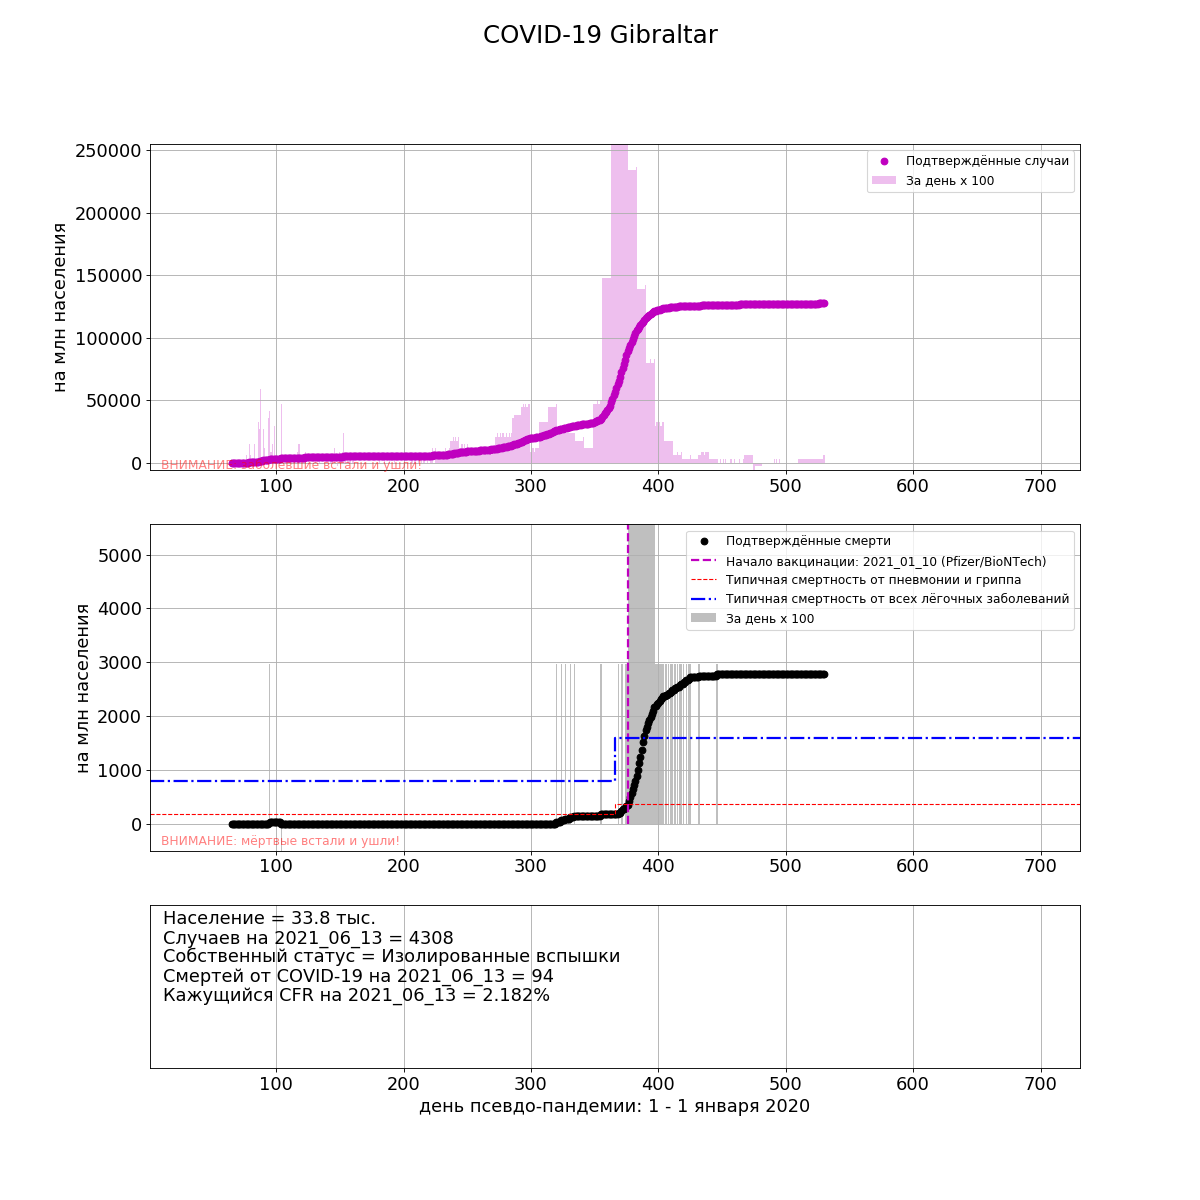 COVID-19 Gibraltar
250000
200000
150000
100000
50000
0
на млн населения
Подтверждённые случаи
За день x 100
ВНИМАНИЕ: заболевшие встали и ушли!
100 200 300 400 500 600 700
5000
4000
3000
2000
1000
0
на млн населения
Подтверждённые смерти
Начало вакцинации: 2021_01_10 (Pfizer/BioNTech)
Типичная смертность от пневмонии и гриппа
Типичная смертность от всех лёгочных заболеваний
За день x 100
ВНИМАНИЕ: мёртвые встали и ушли!
100 200 300 400 500 600 700
Население = 33.8 тыс.
Случаев на 2021_06_13 = 4308
Собственный статус = Изолированные вспышки
Смертей от COVID-19 на 2021_06_13 = 94
Кажущийся CFR на 2021_06_13 = 2.182%
100 200 300 400 500 600 700
день псевдо-пандемии: 1 - 1 января 2020